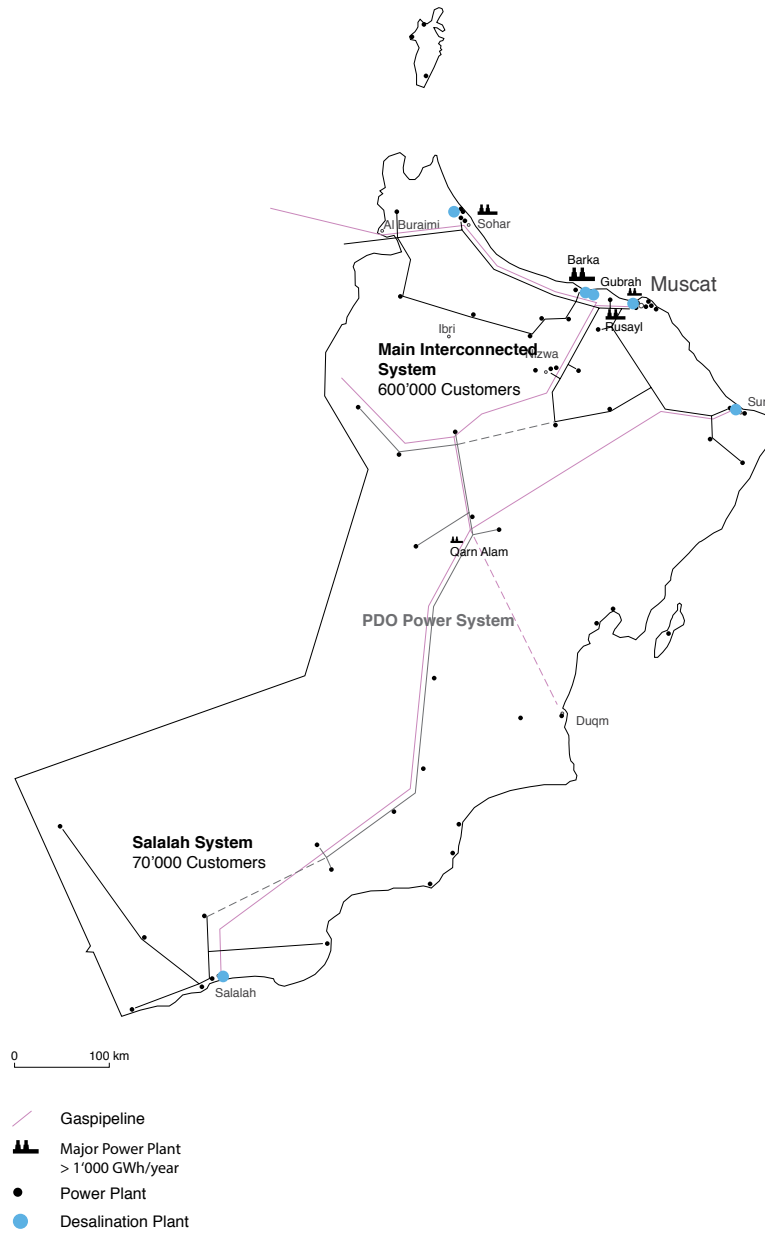 Al Buraimi
Sohar
Barka
Gubrah
Muscat
Rusayl
Ibri
Nizwa
Main Interconnected
System
600'000 Customers
Sur
Qarn Alam
PDO Power System
Duqm
Salalah System
70'000 Customers
Salalah
0 100 km
Gaspipeline
Major Power Plant
> 1'000 GWh/year
Power Plant
Desalination Plant